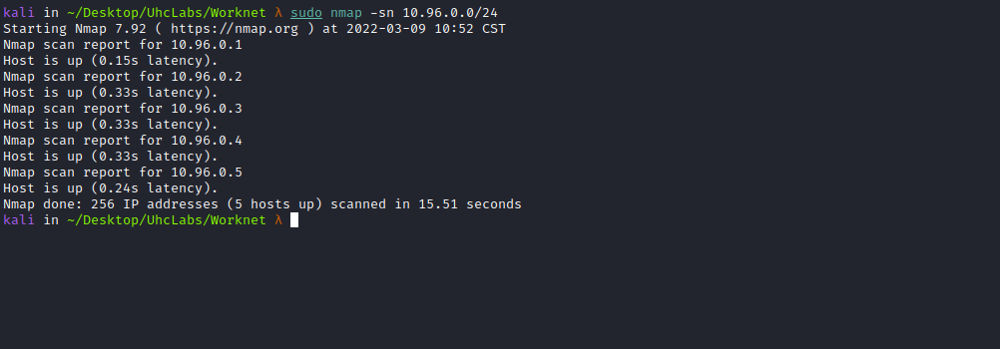 kali in ~/Desktop/UhcLabs/Worknet λ sudo nmap -sn 10.96.0.0/24
Starting Nmap 7.92 ( https://nmap.org ) at 2022-03-09 10:52 CST
Nmap scan report for 10.96.0.1
Host is up (0.15s latency).
Nmap scan report for 10.96.0.2
Host is up (0.33s latency).
Nmap scan report for 10.96.0.3
Host is up (0.33s latency).
Nmap scan report for 10.96.0.4
Host is up (0.33s latency).
Nmap scan report for 10.96.0.5
Host is up (0.24s latency).
Nmap done: 256 IP addresses (5 hosts up) scanned in 15.51 seconds
kali in ~/Desktop/UhcLabs/Worknet λ